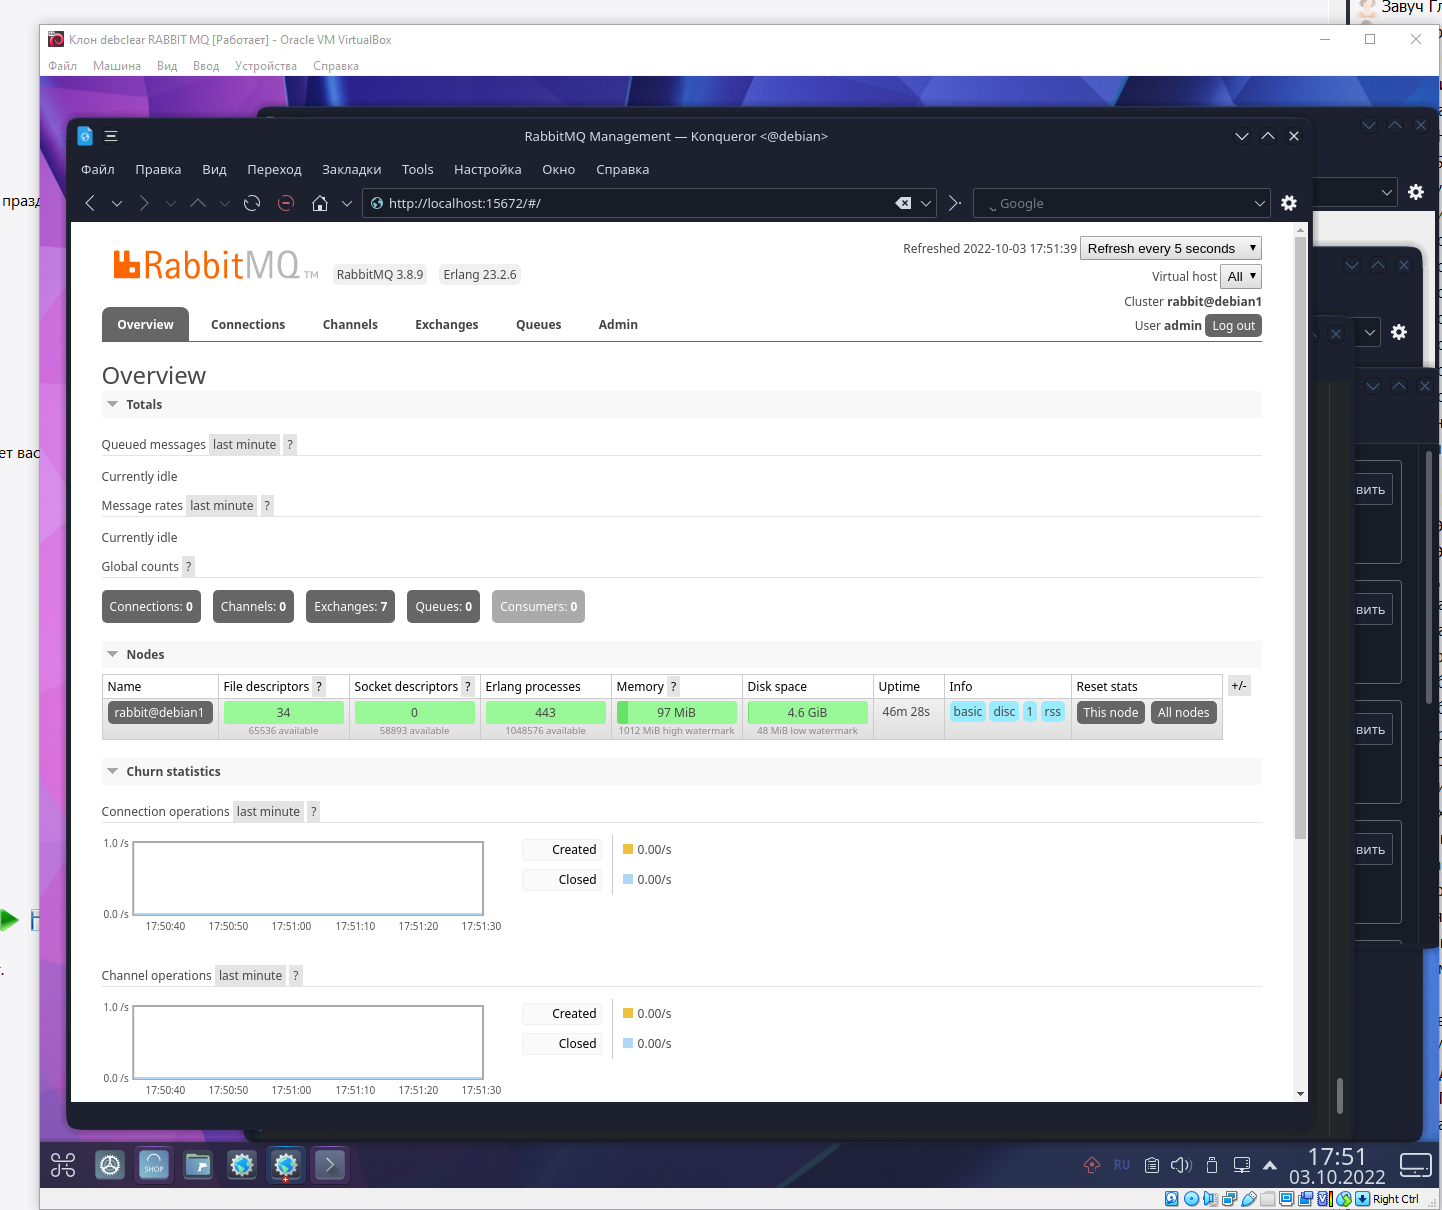 Завуч Гл
Клон debclear RABBIT MQ [Работает] - Oracle VM VirtualBox
Файл Машина Вид Ввод Устройства Справка
RabbitMQ Management — Konqueror <@debian>
Файл Правка Вид Переход Закладки Tools Настройка Окно Справка
http://localhost:15672/#/
Google
празд
RabbitMQ TM RabbitMQ 3.8.9 Erlang 23.2.6
Refreshed 2022-10-03 17:51:39 Refresh every 5 seconds
Virtual host All
Cluster rabbit@debian1
User admin Log out
Overview Connections Channels Exchanges Queues Admin
Overview
Totals
Queued messages last minute ?
ет вас
Currently idle
Message rates last minute ?
Currently idle
Global counts ?
Connections: 0 Channels: 0 Exchanges: 7 Queues: 0 Consumers: 0
Nodes
Name File descriptors ? Socket descriptors ? Erlang processes Memory ? Disk space Uptime Info Reset stats +/-
rabbit@debian1 34 0 443 97 MiB 4.6 GiB 46m 28s basic disc 1 rss This node All nodes
65536 available 58893 available 1048576 available 1012 MiB high watermark 48 MiB low watermark
Churn statistics
Connection operations last minute ?
1.0 /s
Created 0.00/s
Closed 0.00/s
0.0 /s
17:50:40 17:50:50 17:51:00 17:51:10 17:51:20 17:51:30
Channel operations last minute ?
1.0 /s
Created 0.00/s
Closed 0.00/s
0.0 /s
17:50:40 17:50:50 17:51:00 17:51:10 17:51:20 17:51:30
вить
вить
вить
вить
SHOP
RU
17:51
03.10.2022
Right Ctrl